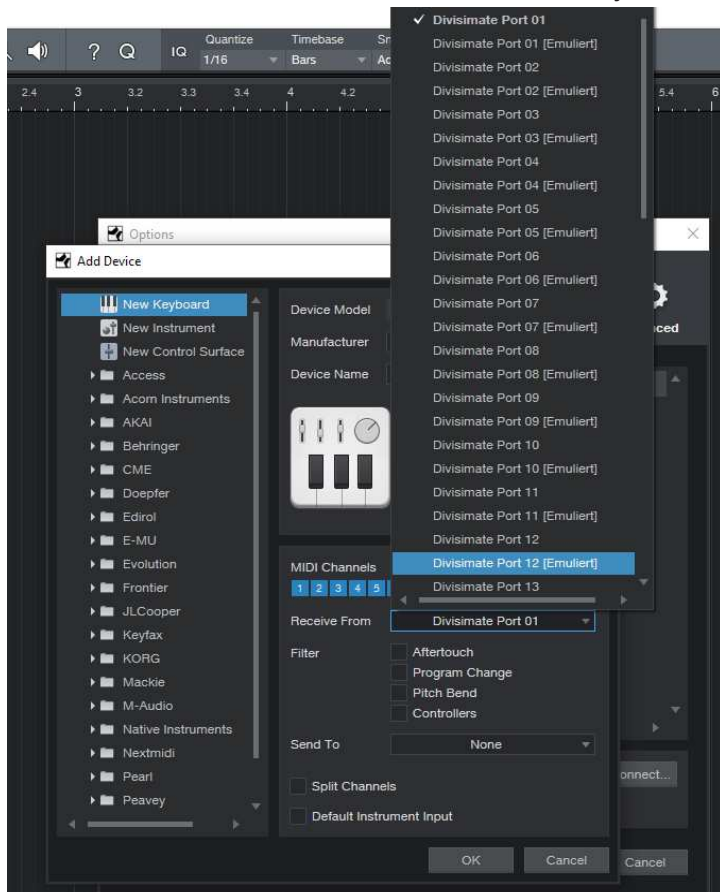 Quantize Timebase
? Q IQ 1/16 Bars
2.4 3 3.2 3.3 3.4 4 4.2 5.4 6
Options
Add Device
New Keyboard
New Instrument
New Control Surface
Access
Acorn Instruments
AKAI
Behringer
CME
Doepfer
Edirol
E-MU
Evolution
Frontier
JLCooper
Keyfax
KORG
Mackie
M-Audio
Native Instruments
Nextmidi
Pearl
Peavey
Device Model
Manufacturer
Device Name
MIDI Channels
1 2 3 4 5
Receive From Divisimate Port 01
Filter Aftertouch
Program Change
Pitch Bend
Controllers
Send To None
Split Channels
Default Instrument Input
OK Cancel
Divisimate Port 01
Divisimate Port 01 [Emuliert]
Divisimate Port 02
Divisimate Port 02 [Emuliert]
Divisimate Port 03
Divisimate Port 03 [Emuliert]
Divisimate Port 04
Divisimate Port 04 [Emuliert]
Divisimate Port 05
Divisimate Port 05 [Emuliert]
Divisimate Port 06
Divisimate Port 06 [Emuliert]
Divisimate Port 07
Divisimate Port 07 [Emuliert]
Divisimate Port 08
Divisimate Port 08 [Emuliert]
Divisimate Port 09
Divisimate Port 09 [Emuliert]
Divisimate Port 10
Divisimate Port 10 [Emuliert]
Divisimate Port 11
Divisimate Port 11 [Emuliert]
Divisimate Port 12
Divisimate Port 12 [Emuliert]
Divisimate Port 13
Cancel